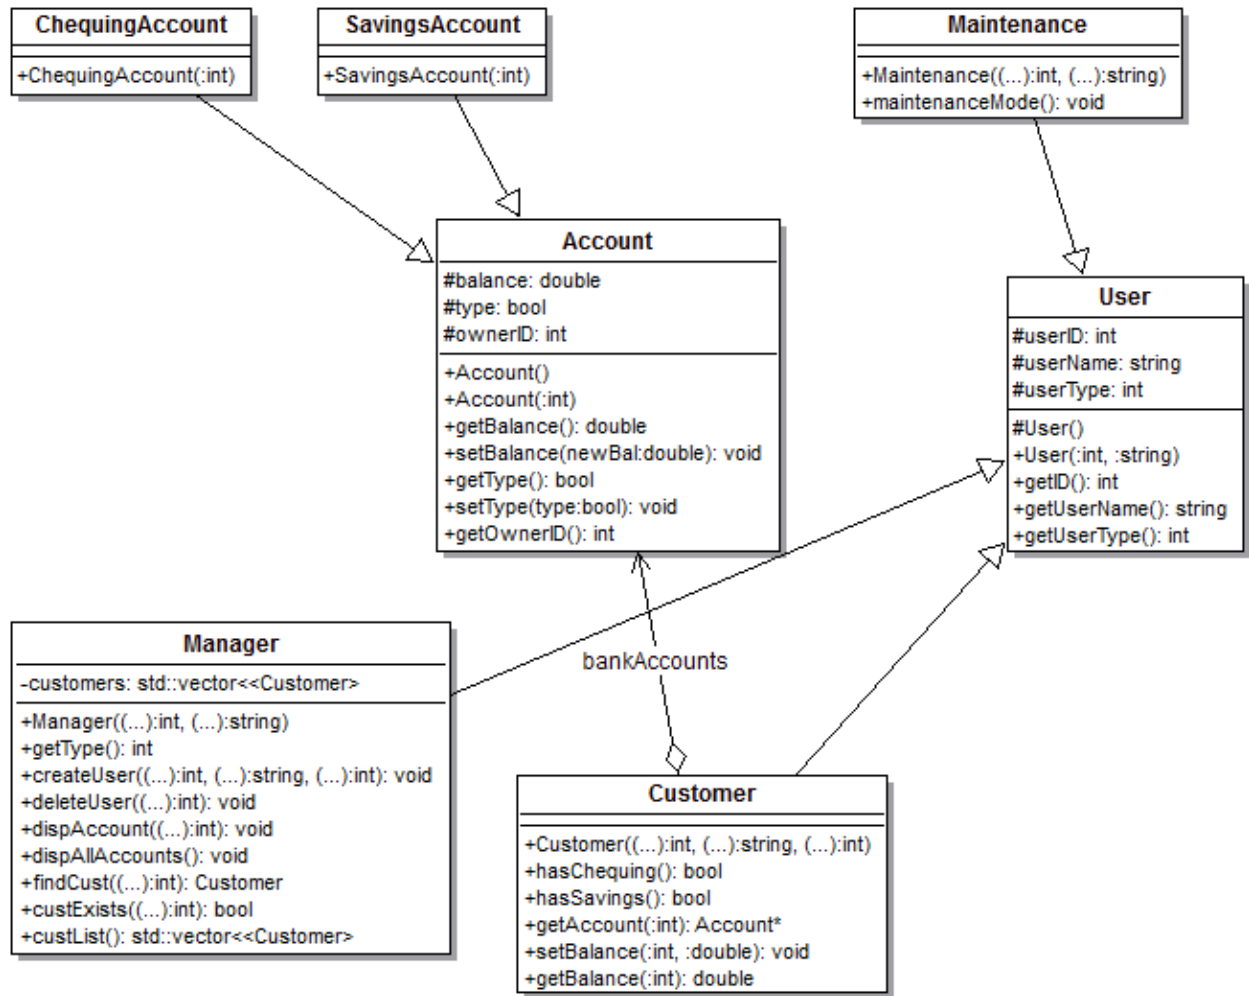 ChequingAccount
+ChequingAccount(:int)
SavingsAccount
+SavingsAccount(:int)
Maintenance
+Maintenance((...):int, (...):string)
+maintenanceMode(): void
Account
#balance: double
#type: bool
#ownerID: int
+Account()
+Account(:int)
+getBalance(): double
+setBalance(newBal:double): void
+getType(): bool
+setType(type:bool): void
+getOwnerID(): int
User
#userID: int
#userName: string
#userType: int
#User()
+User(:int, :string)
+getID(): int
+getUserName(): string
+getUserType(): int
Manager
-customers: std::vector<<Customer>
+Manager((...):int, (...):string)
+getType(): int
+createUser((...):int, (...):string, (...):int): void
+deleteUser((...):int): void
+dispAccount((...):int): void
+dispAllAccounts(): void
+findCust((...):int): Customer
+custExists((...):int): bool
+custList(): std::vector<<Customer>
bankAccounts
Customer
+Customer((...):int, (...):string, (...):int)
+hasChequing(): bool
+hasSavings(): bool
+getAccount(:int): Account*
+setBalance(:int, :double): void
+getBalance(:int): double